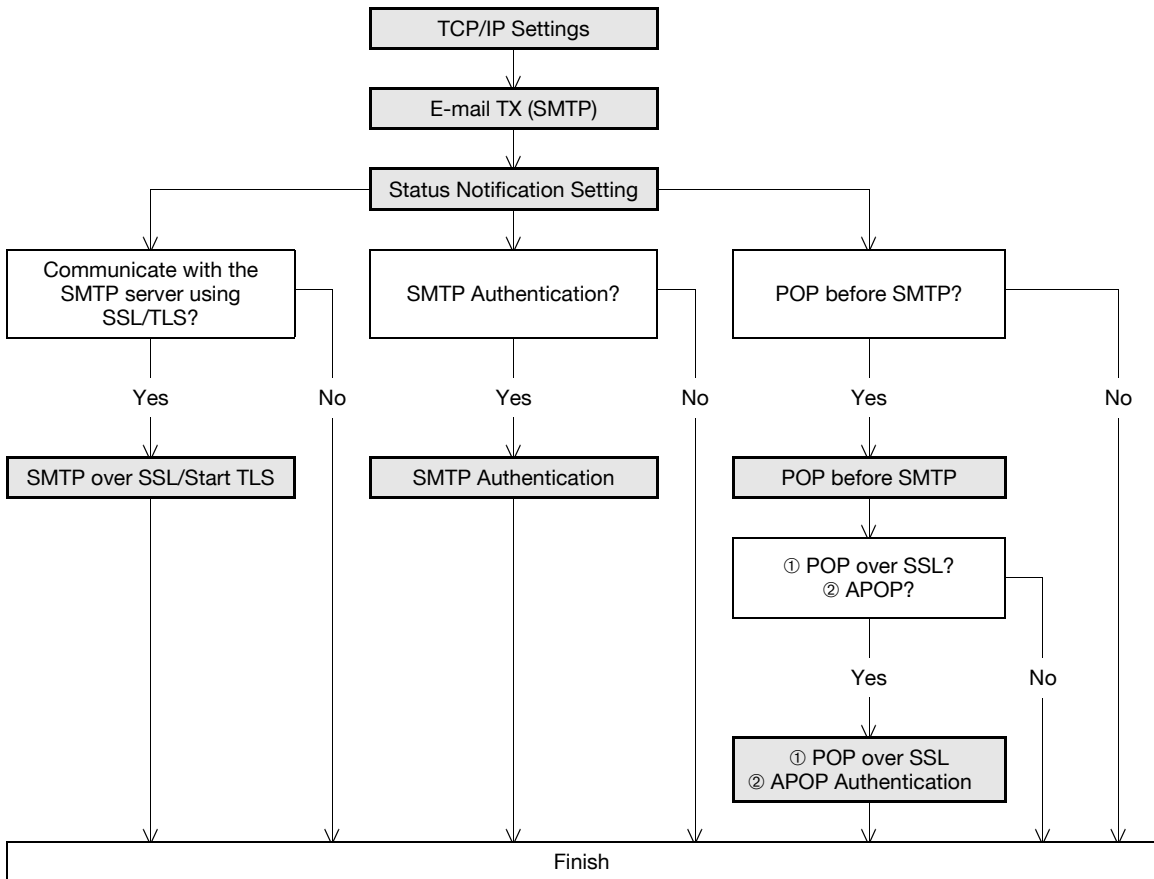 TCP/IP Settings
E-mail TX (SMTP)
Status Notification Setting
Communicate with the
SMTP server using
SSL/TLS?
SMTP Authentication?
POP before SMTP?
Yes
No
Yes
No
Yes
No
SMTP over SSL/Start TLS
SMTP Authentication
POP before SMTP
① POP over SSL?
② APOP?
Yes
No
① POP over SSL
② APOP Authentication
Finish